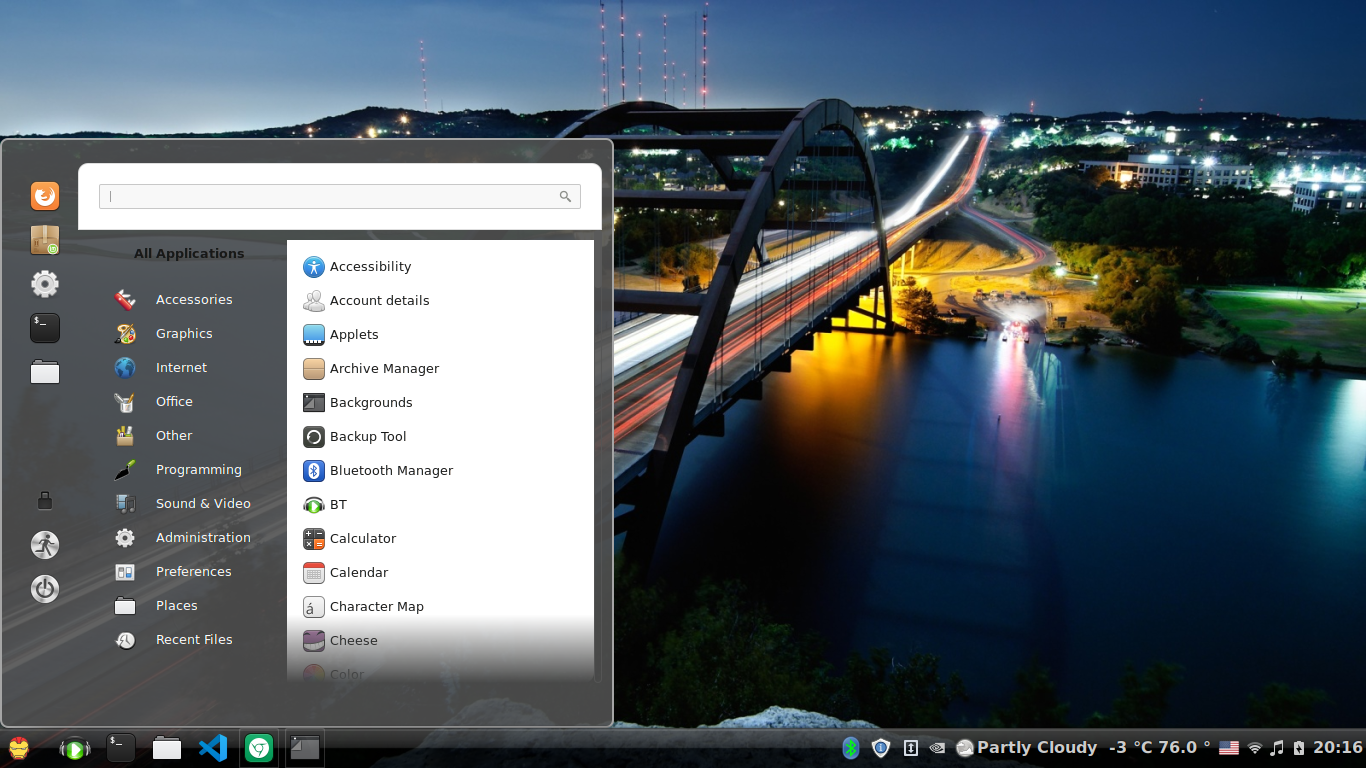 All Applications
Accessories
Graphics
Internet
Office
Other
Programming
Sound & Video
Administration
Preferences
Places
Recent Files
Accessibility
Account details
Applets
Archive Manager
Backgrounds
Backup Tool
Bluetooth Manager
BT
Calculator
Calendar
Character Map
Cheese
Color
$_
á
$_
Partly Cloudy -3 °C 76.0 ° 20:16